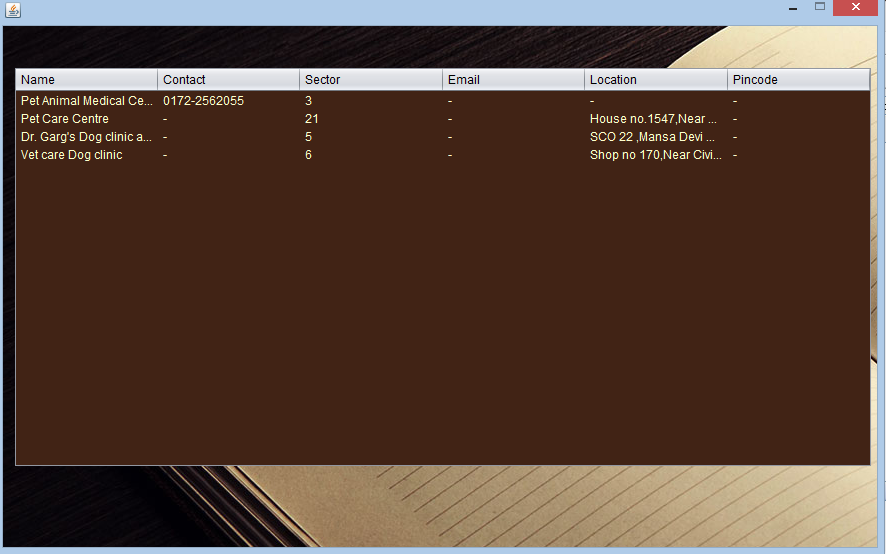 Name Contact Sector Email Location Pincode
Pet Animal Medical Ce... 0172-2562055 3 - - -
Pet Care Centre - 21 - House no.1547,Near ... -
Dr. Garg's Dog clinic a... - 5 - SCO 22 ,Mansa Devi ... -
Vet care Dog clinic - 6 - Shop no 170,Near Civi... -